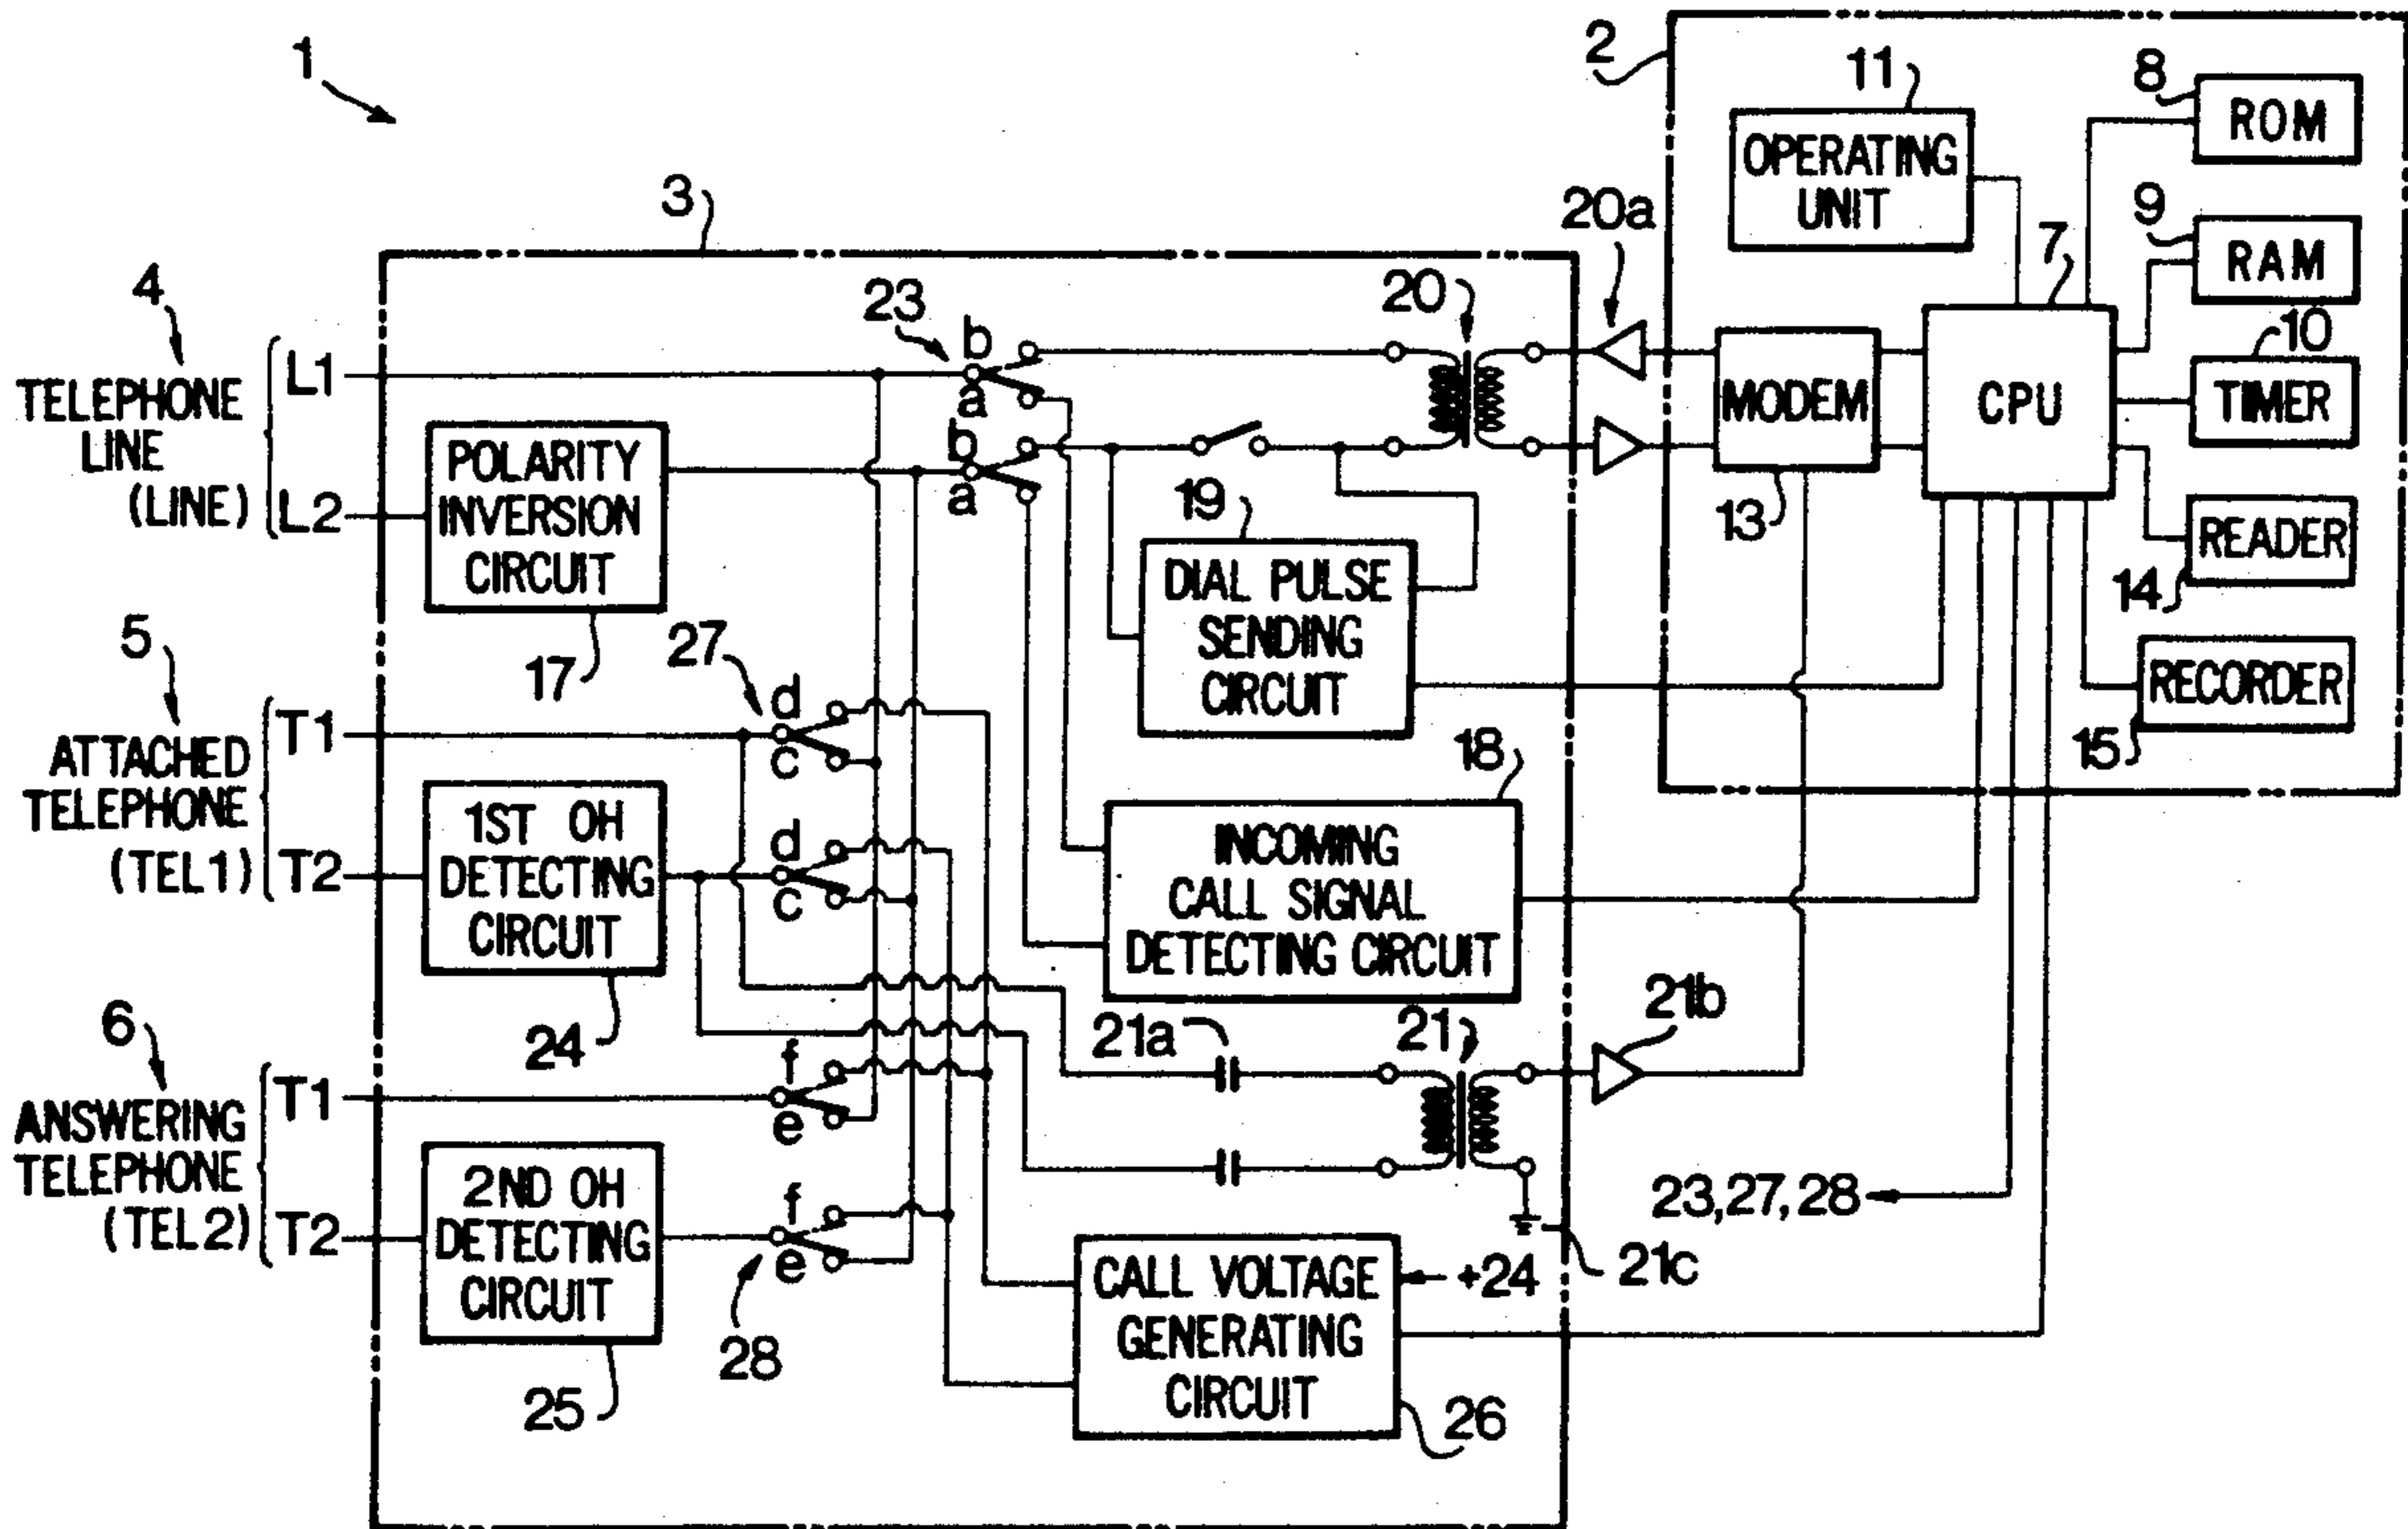 1
2
3
4
TELEPHONE
LINE
(LINE)
L1
L2
5
ATTACHED
TELEPHONE
(TEL1)
T1
T2
6
ANSWERING
TELEPHONE
(TEL2)
T1
T2
POLARITY
INVERSION
CIRCUIT
17
1ST OH
DETECTING
CIRCUIT
24
2ND OH
DETECTING
CIRCUIT
25
23
b
a
b
a
27
d
c
d
c
f
e
f
e
28
20
20a
19
DIAL PULSE
SENDING
CIRCUIT
18
INCOMING
CALL SIGNAL
DETECTING CIRCUIT
21a
21
21b
21c
CALL VOLTAGE
GENERATING
CIRCUIT
+24
26
23,27,28
11
OPERATING
UNIT
MODEM
13
7
CPU
8
ROM
9
RAM
10
TIMER
READER
14
RECORDER
15